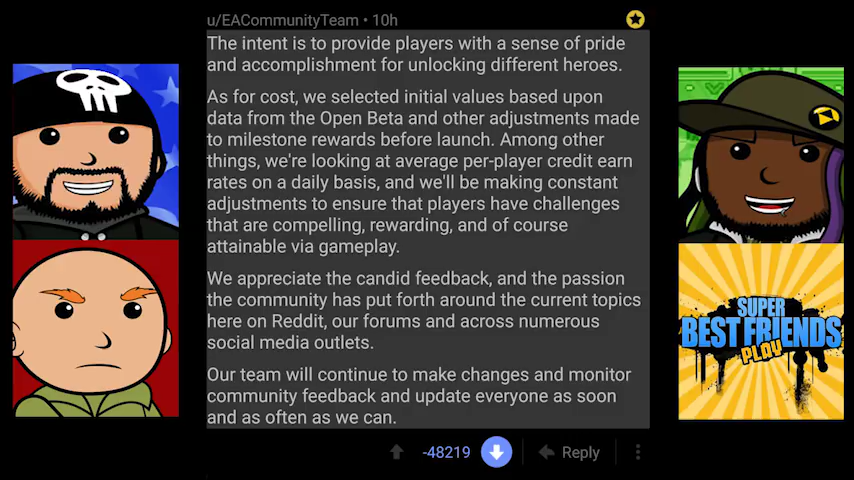 u/EACommunityTeam • 10h
The intent is to provide players with a sense of pride
and accomplishment for unlocking different heroes.
As for cost, we selected initial values based upon
data from the Open Beta and other adjustments made
to milestone rewards before launch. Among other
things, we're looking at average per-player credit earn
rates on a daily basis, and we'll be making constant
adjustments to ensure that players have challenges
that are compelling, rewarding, and of course
attainable via gameplay.
We appreciate the candid feedback, and the passion
the community has put forth around the current topics
here on Reddit, our forums and across numerous
social media outlets.
Our team will continue to make changes and monitor
community feedback and update everyone as soon
and as often as we can.
-48219 Reply
SUPER
BEST FRIENDS
PLAY